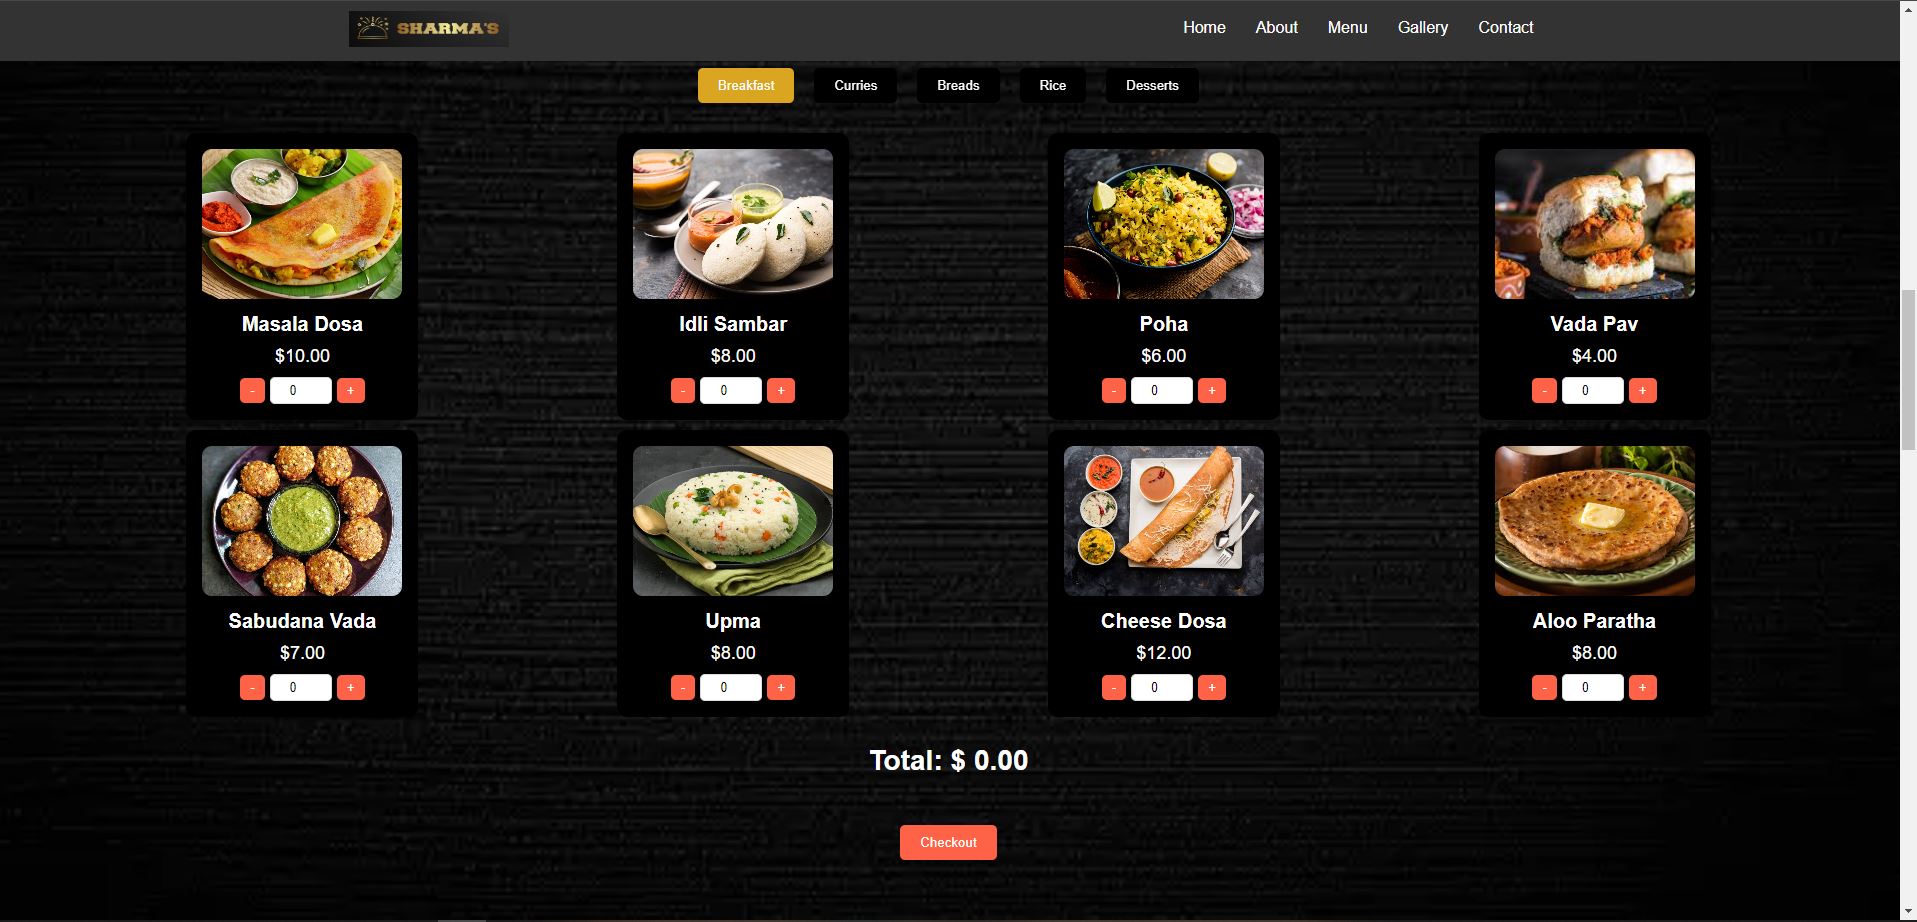 SHARMA'S
Home About Menu Gallery Contact
Breakfast Curries Breads Rice Desserts
Masala Dosa
$10.00
- 0 +
Idli Sambar
$8.00
- 0 +
Poha
$6.00
- 0 +
Vada Pav
$4.00
- 0 +
Sabudana Vada
$7.00
- 0 +
Upma
$8.00
- 0 +
Cheese Dosa
$12.00
- 0 +
Aloo Paratha
$8.00
- 0 +
Total: $ 0.00
Checkout